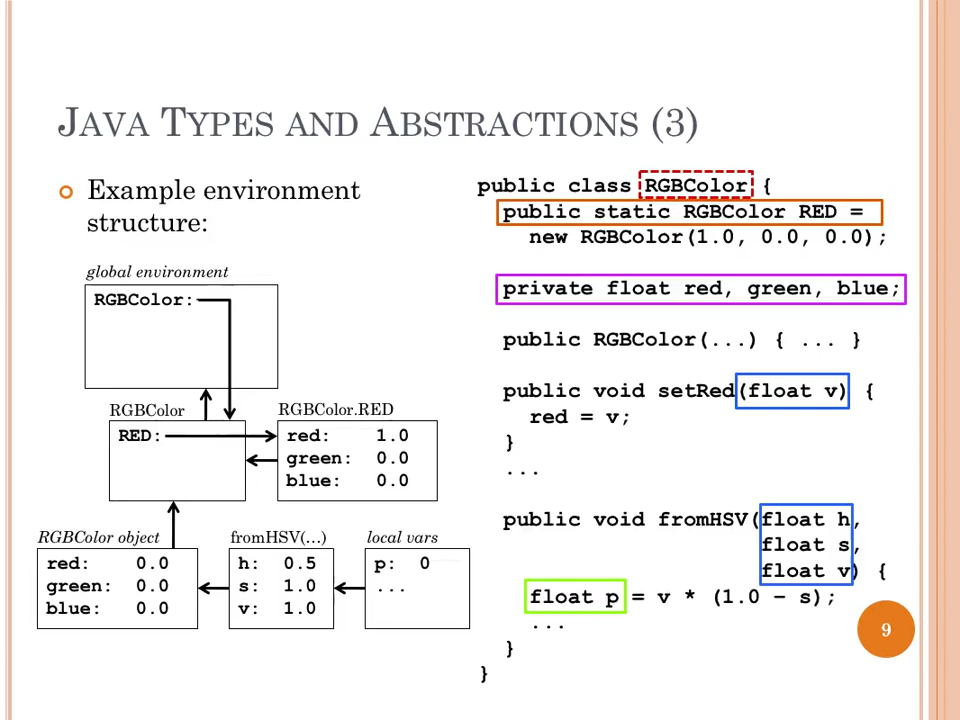 JAVA TYPES AND ABSTRACTIONS (3)
Example environment
structure:
global environment
RGBColor:
RGBColor
RED:
RGBColor.RED
red: 1.0
green: 0.0
blue: 0.0
RGBColor object
red: 0.0
green: 0.0
blue: 0.0
fromHSV(…)
h: 0.5
s: 1.0
v: 1.0
local vars
p: 0
...
public class RGBColor {
public static RGBColor RED =
new RGBColor(1.0, 0.0, 0.0);
private float red, green, blue;
public RGBColor(...) { ... }
public void setRed(float v) {
red = v;
}
...
public void fromHSV(float h,
float s,
float v) {
float p = v * (1.0 – s);
...
}
}
9